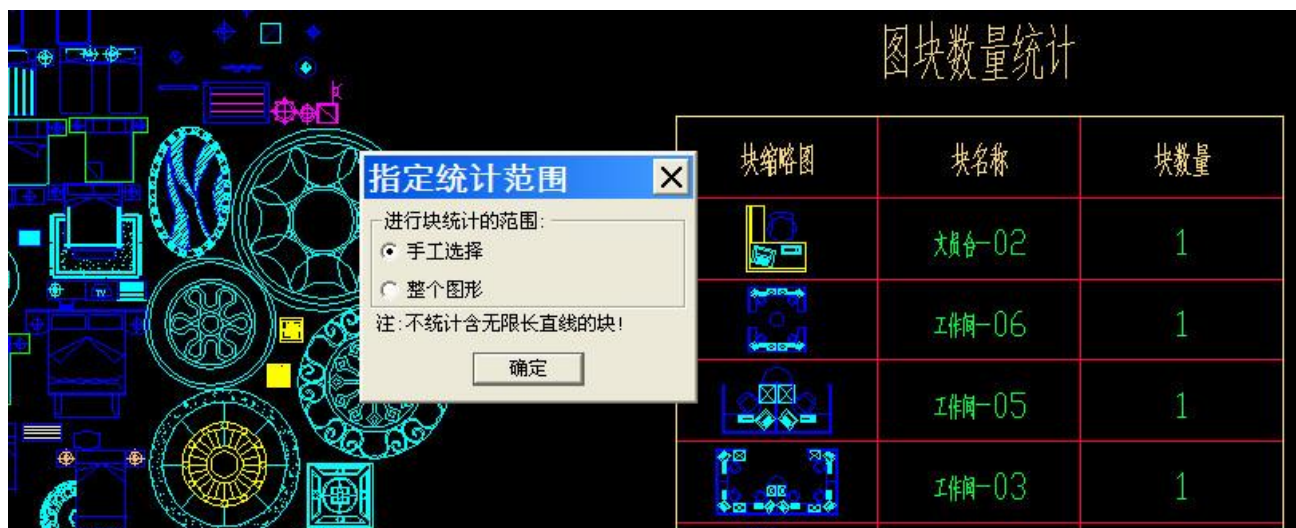 图块数量统计
块缩略图 块名称 块数量
文员台-02 1
工作间-06 1
工作间-05 1
工作间-03 1
指定统计范围
进行块统计的范围:
手工选择
整个图形
注:不统计含无限长直线的块!
确定
TV